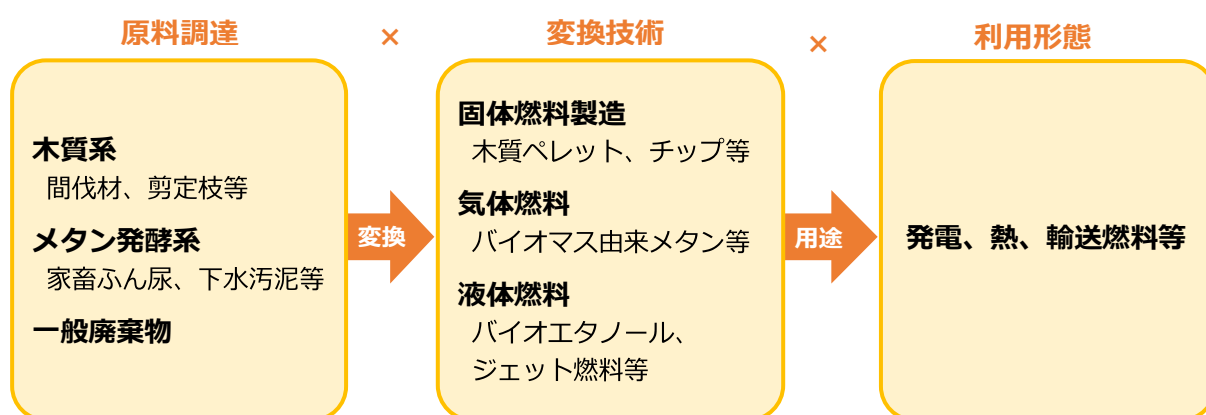 原料調達
×
変換技術
×
利用形態
木質系
間伐材、剪定枝等
メタン発酵系
家畜ふん尿、下水汚泥等
一般廃棄物
変換
固体燃料製造
木質ペレット、チップ等
気体燃料
バイオマス由来メタン等
液体燃料
バイオエタノール、
ジェット燃料等
用途
発電、熱、輸送燃料等